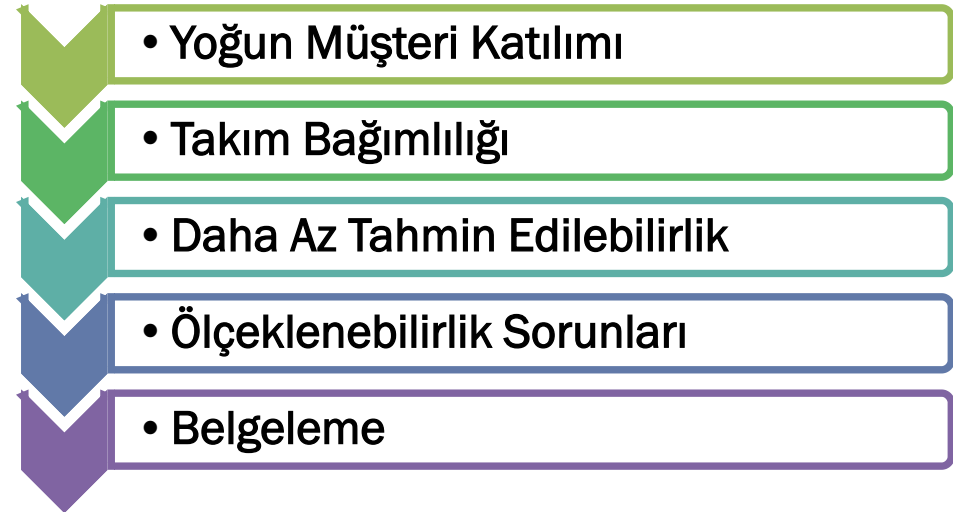 • Yoğun Müşteri Katılımı
• Takım Bağımlılığı
• Daha Az Tahmin Edilebilirlik
• Ölçeklenebilirlik Sorunları
• Belgeleme